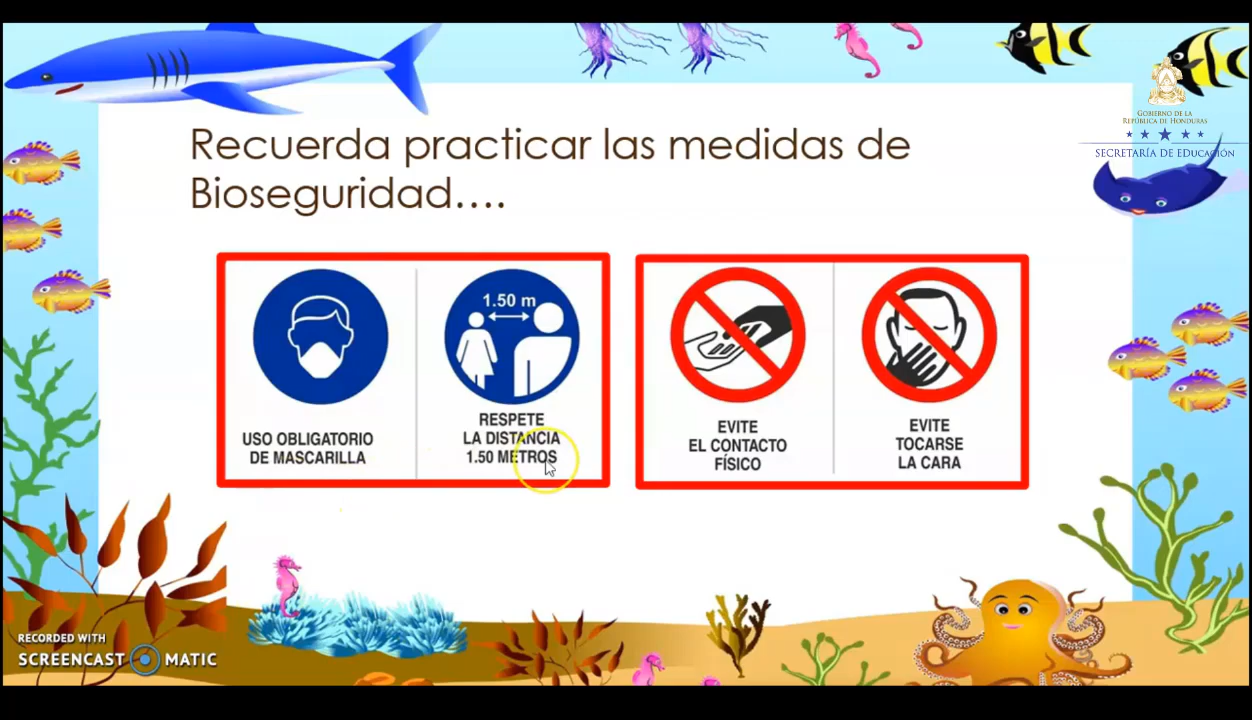 GOBIERNO DE LA
REPÚBLICA DE HONDURAS
SECRETARÍA DE EDUCACIÓN
Recuerda practicar las medidas de
Bioseguridad....
1.50 m
USO OBLIGATORIO
DE MASCARILLA
RESPETE
LA DISTANCIA
1.50 METROS
EVITE
EL CONTACTO
FÍSICO
EVITE
TOCARSE
LA CARA
RECORDED WITH
SCREENCAST MATIC